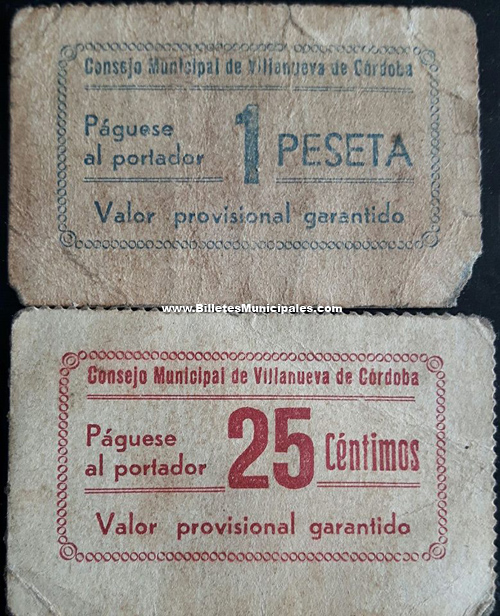 Consejo Municipal de Villanueva de Córdoba
Páguese
al portador
1 PESETA
Valor provisional garantido
www.BilletesMunicipales.com
Consejo Municipal de Villanueva de Córdoba
Páguese
al portador
25 Céntimos
Valor provisional garantido